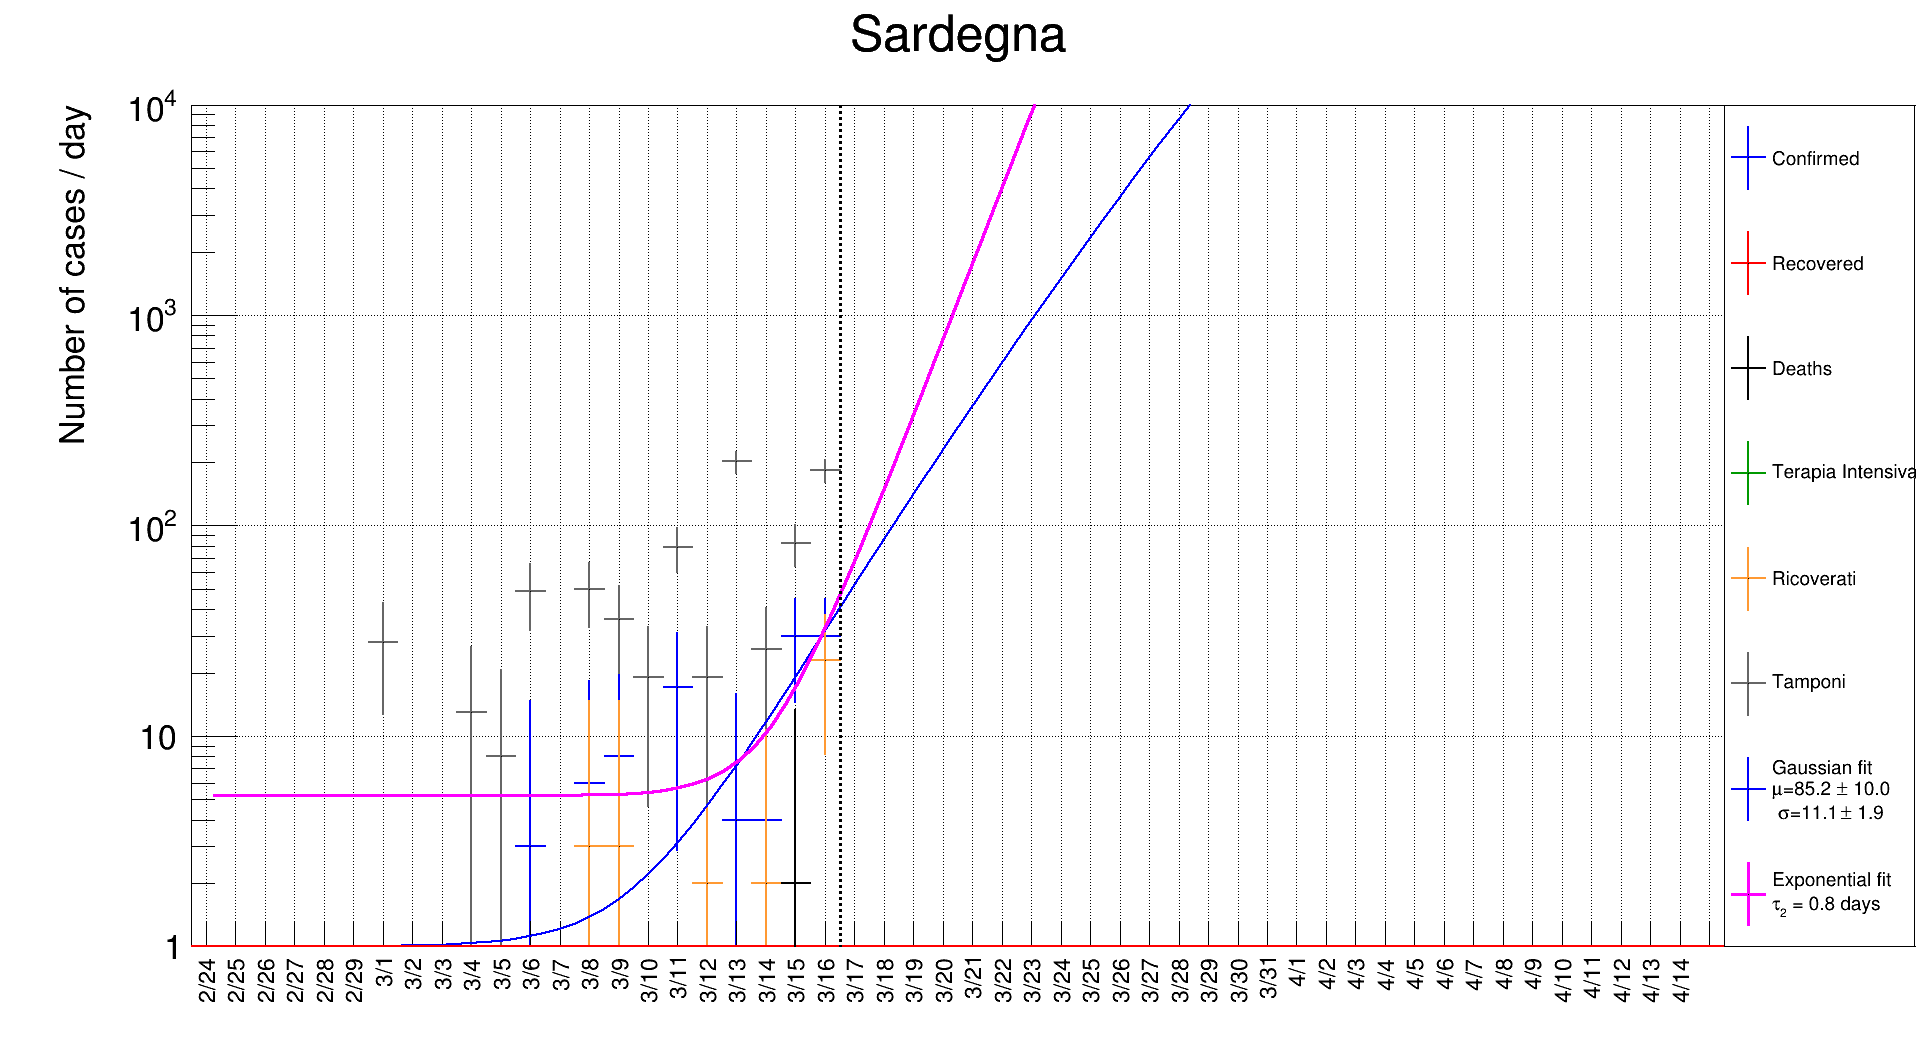 Sardegna
Number of cases / day
10⁴
10³
10²
10
1
2/24 2/25 2/26 2/27 2/28 2/29 3/1 3/2 3/3 3/4 3/5 3/6 3/7 3/8 3/9 3/10 3/11 3/12 3/13 3/14 3/15 3/16 3/17 3/18 3/19 3/20 3/21 3/22 3/23 3/24 3/25 3/26 3/27 3/28 3/29 3/30 3/31 4/1 4/2 4/3 4/4 4/5 4/6 4/7 4/8 4/9 4/10 4/11 4/12 4/13 4/14
Confirmed
Recovered
Deaths
Terapia Intensiva
Ricoverati
Tamponi
Gaussian fit
μ=85.2 ± 10.0
σ=11.1 ± 1.9
Exponential fit
τ₂ = 0.8 days